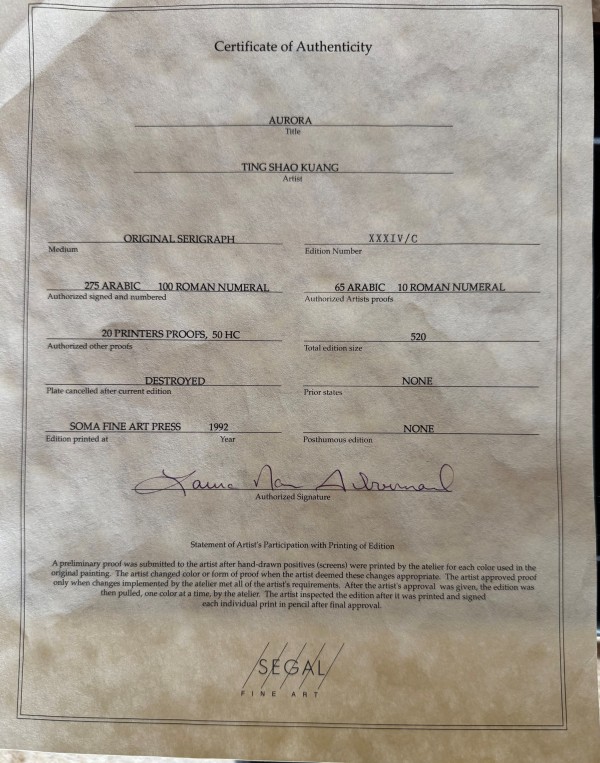 Certificate of Authenticity
AURORA
Title
TING SHAO KUANG
Artist
ORIGINAL SERIGRAPH XXXIV/C
Medium Edition Number
275 ARABIC 100 ROMAN NUMERAL 65 ARABIC 10 ROMAN NUMERAL
Authorized signed and numbered Authorized Artists proofs
20 PRINTERS PROOFS, 50 HC 520
Authorized other proofs Total edition size
DESTROYED NONE
Plate cancelled after current edition Prior states
SOMA FINE ART PRESS 1992 NONE
Edition printed at Year Posthumous edition
Authorized Signature
Statement of Artist's Participation with Printing of Edition
A preliminary proof was submitted to the artist after hand-drawn positives (screens) were printed by the atelier for each color used in the
original painting. The artist changed color or form of proof when the artist deemed these changes appropriate. The artist approved proof
only when changes implemented by the atelier met all of the artist's requirements. After the artist's approval was given, the edition was
then pulled, one color at a time, by the atelier. The artist inspected the edition after it was printed and signed
each individual print in pencil after final approval.
SEGAL
FINE ART